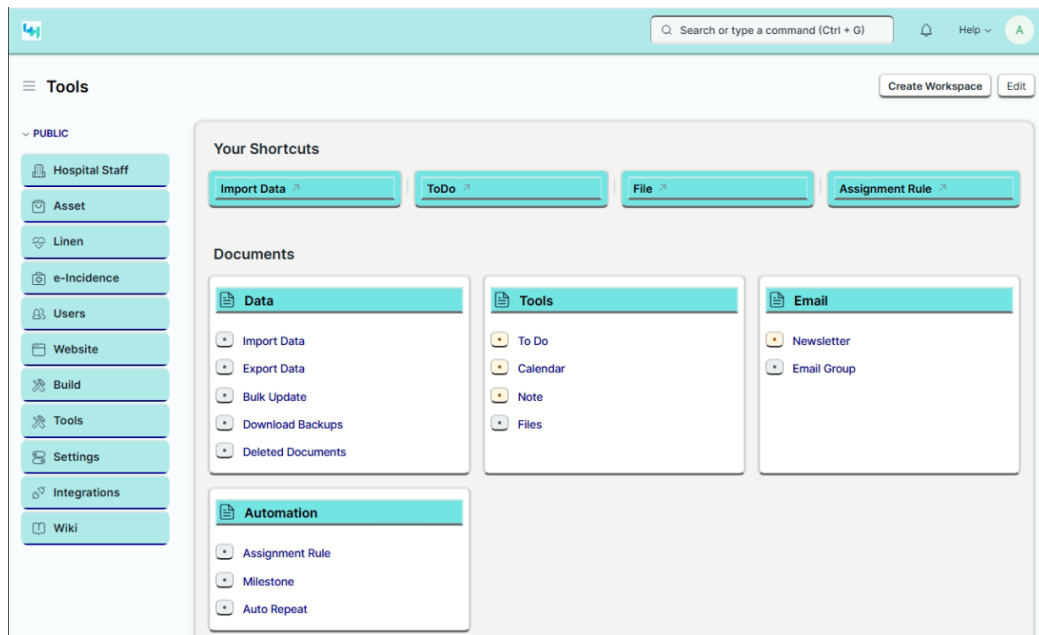 Search or type a command (Ctrl + G)
Help
A
Tools
Create Workspace
Edit
PUBLIC
Hospital Staff
Asset
Linen
e-Incidence
Users
Website
Build
Tools
Settings
Integrations
Wiki
Your Shortcuts
Import Data
ToDo
File
Assignment Rule
Documents
Data
Import Data
Export Data
Bulk Update
Download Backups
Deleted Documents
Tools
To Do
Calendar
Note
Files
Email
Newsletter
Email Group
Automation
Assignment Rule
Milestone
Auto Repeat